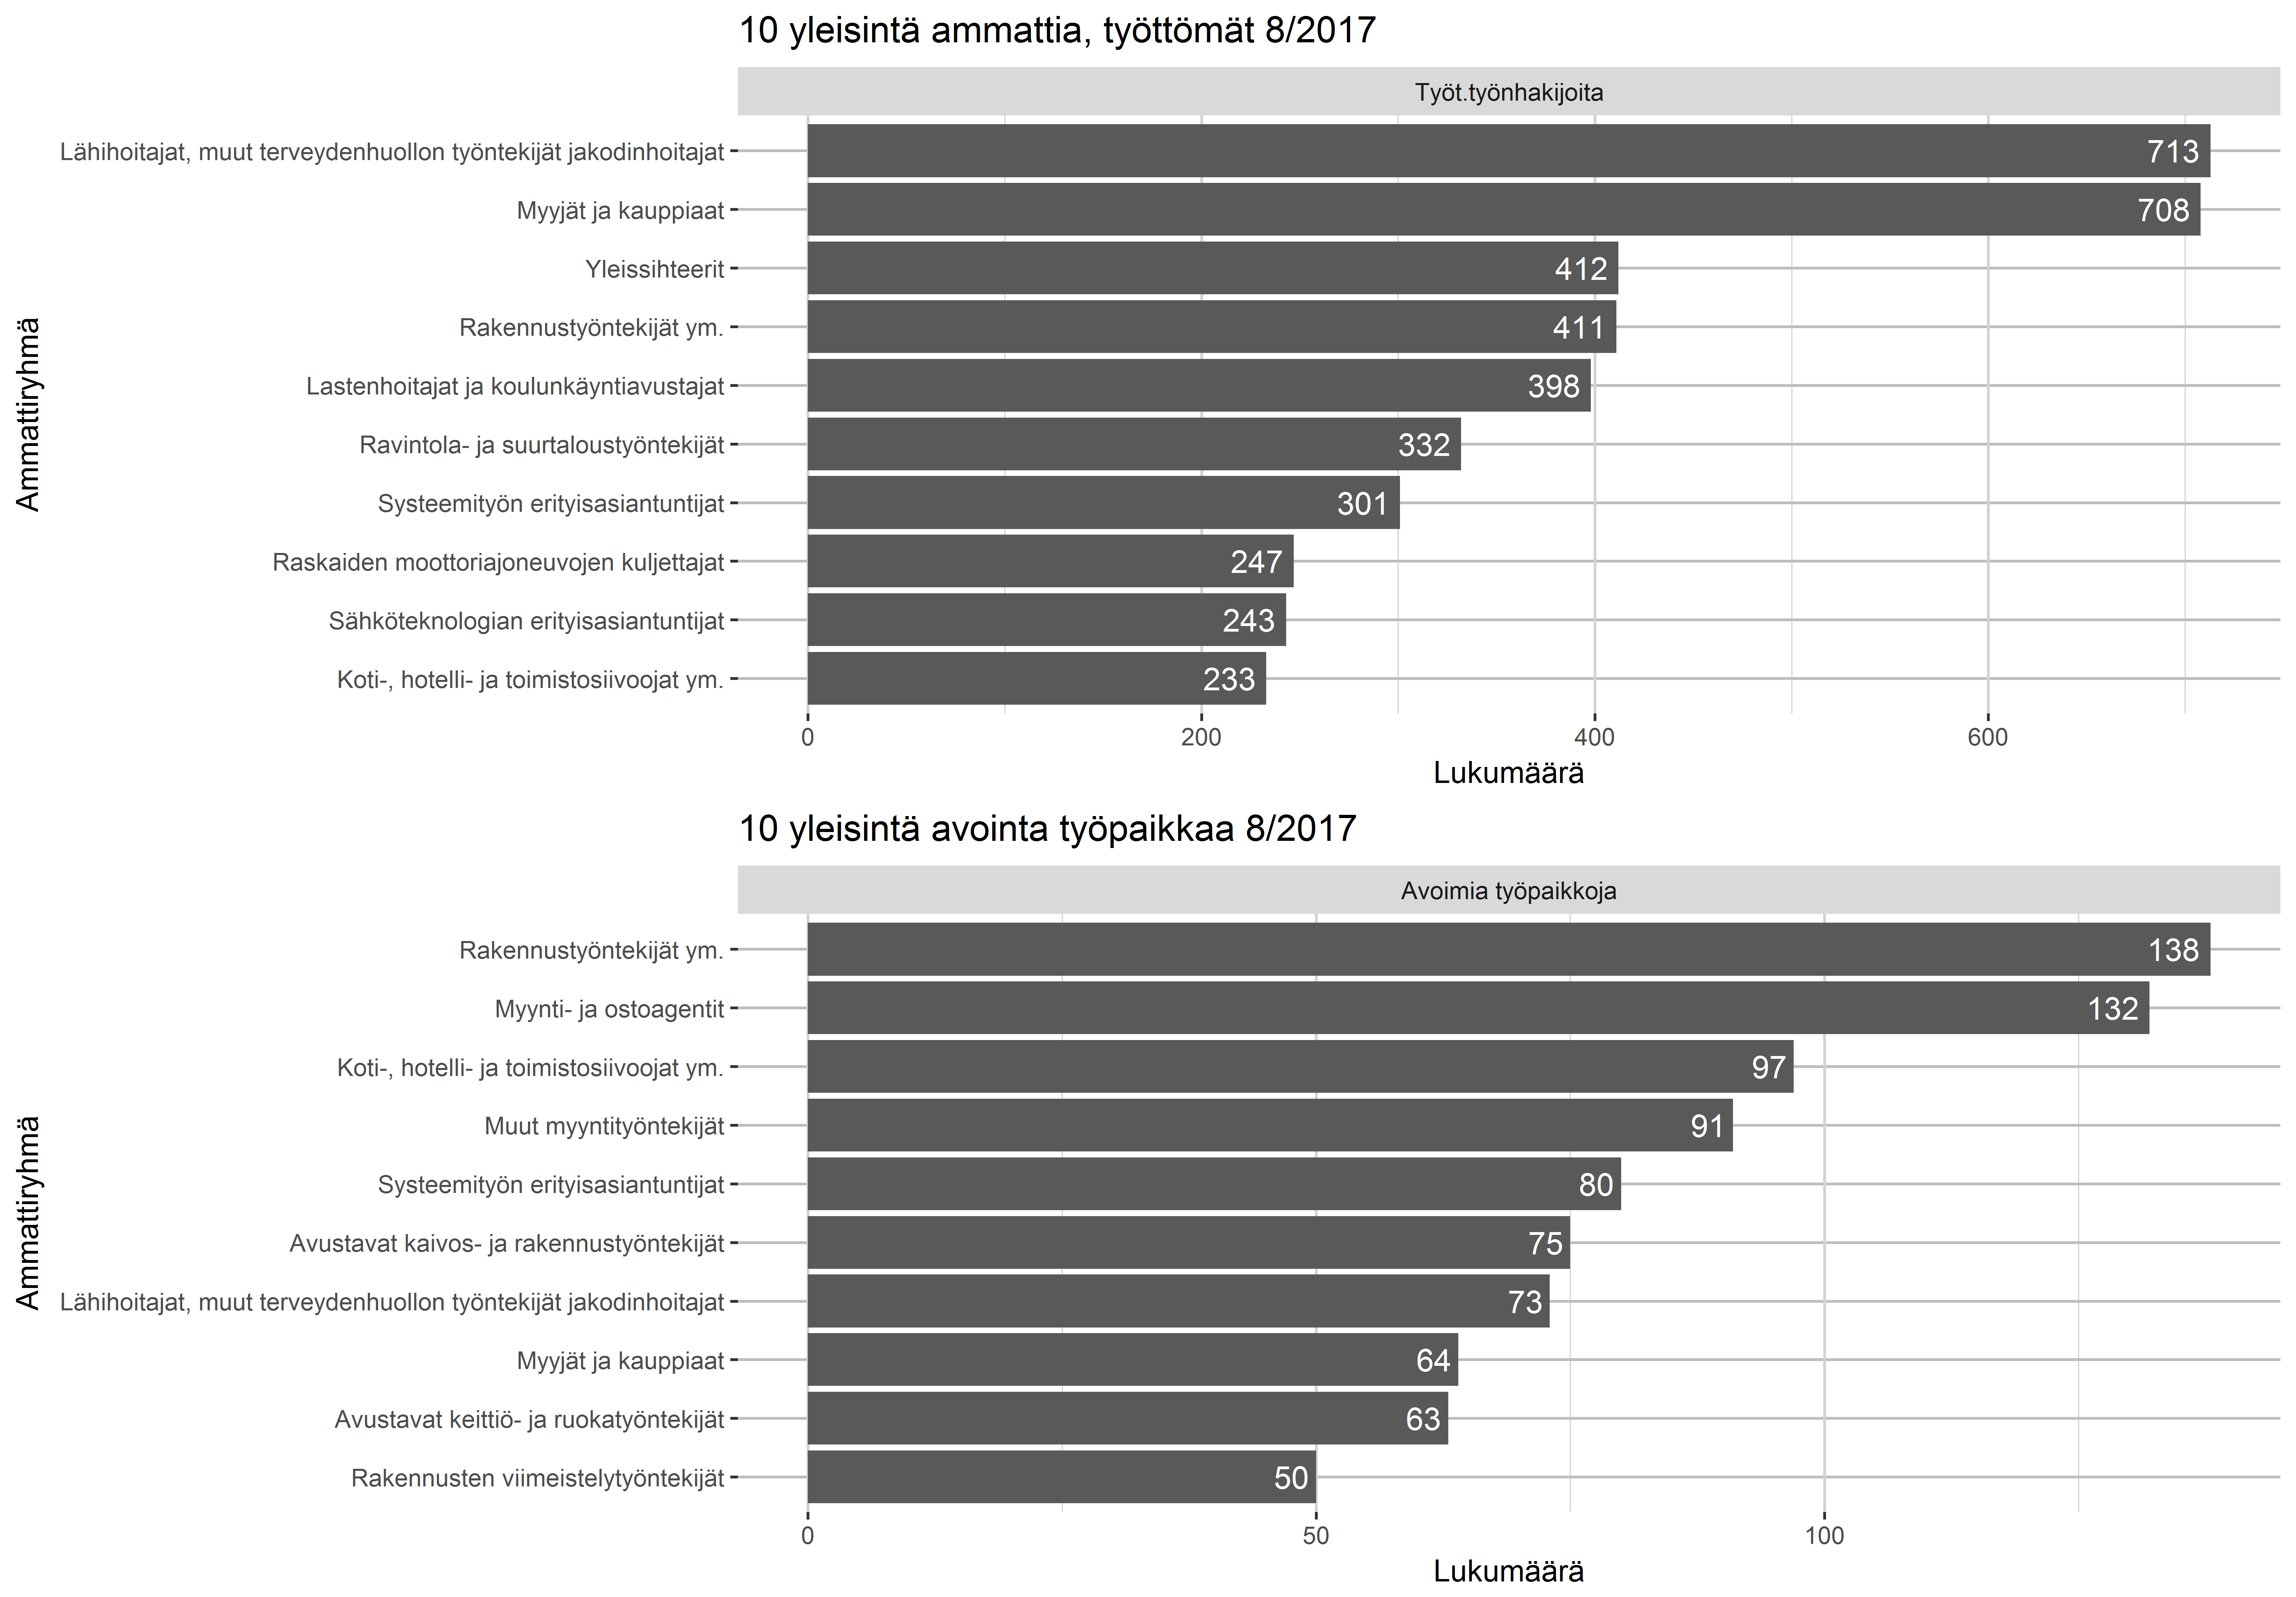 10 yleisintä ammattia, työttömät 8/2017
Työt.työnhakijoita
Ammattiryhmä
Lähihoitajat, muut terveydenhuollon työntekijät jakodinhoitajat 713
Myyjät ja kauppiaat 708
Yleissihteerit 412
Rakennustyöntekijät ym. 411
Lastenhoitajat ja koulunkäyntiavustajat 398
Ravintola- ja suurtaloustyöntekijät 332
Systeemityön erityisasiantuntijat 301
Raskaiden moottoriajoneuvojen kuljettajat 247
Sähköteknologian erityisasiantuntijat 243
Koti-, hotelli- ja toimistosiivoojat ym. 233
0 200 400 600
Lukumäärä
10 yleisintä avointa työpaikkaa 8/2017
Avoimia työpaikkoja
Ammattiryhmä
Rakennustyöntekijät ym. 138
Myynti- ja ostoagentit 132
Koti-, hotelli- ja toimistosiivoojat ym. 97
Muut myyntityöntekijät 91
Systeemityön erityisasiantuntijat 80
Avustavat kaivos- ja rakennustyöntekijät 75
Lähihoitajat, muut terveydenhuollon työntekijät jakodinhoitajat 73
Myyjät ja kauppiaat 64
Avustavat keittiö- ja ruokatyöntekijät 63
Rakennusten viimeistelytyöntekijät 50
0 50 100
Lukumäärä